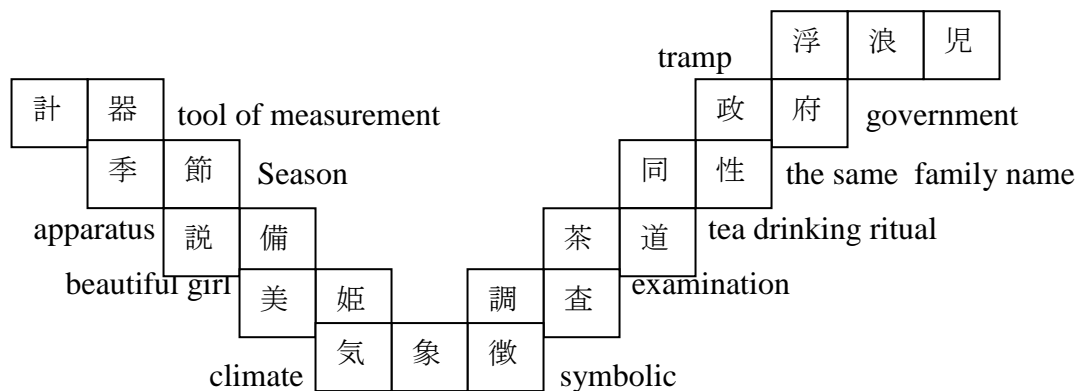 浮浪児
tramp
計器 tool of measurement
政府 government
季節 Season
同性 the same family name
apparatus 説備
茶道 tea drinking ritual
beautiful girl 美姫
調査 examination
climate 気象徴 symbolic